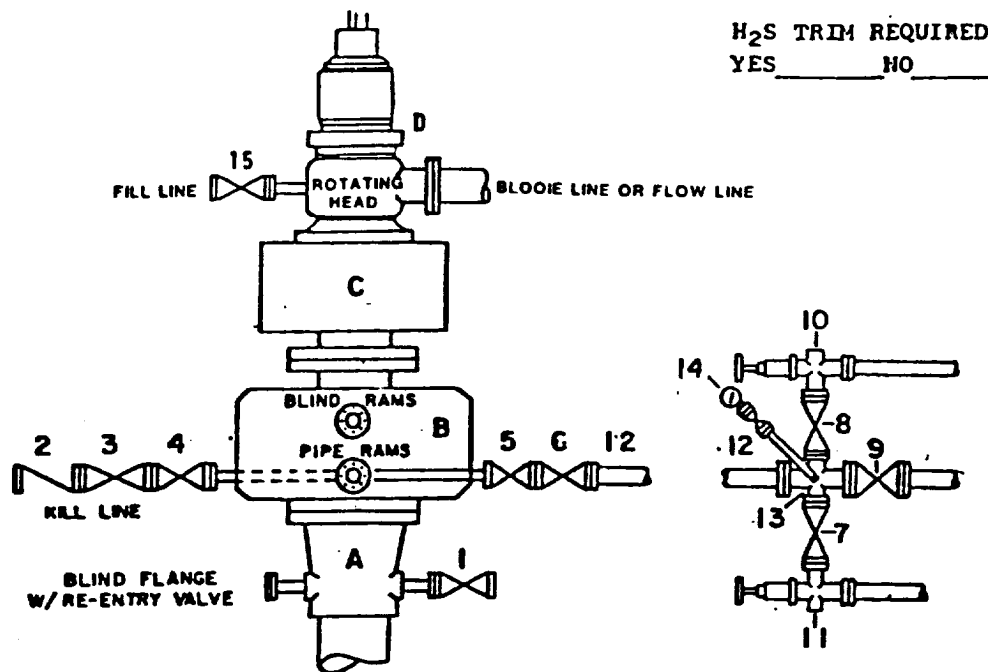 H₂S TRIM REQUIRED
YES______NO______
D
15
FILL LINE
ROTATING
HEAD
BLOOIE LINE OR FLOW LINE
C
10
14
BLIND RAMS
B
8
2 3 4
PIPE RAMS
5 6 12
12
9
KILL LINE
13
7
A
1
BLIND FLANGE
W/ RE-ENTRY VALVE
11